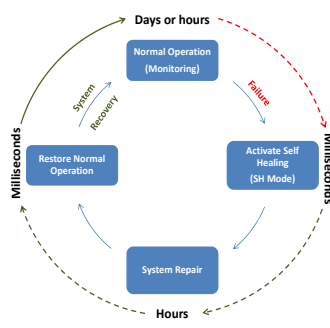 Days or hours
Normal Operation
(Monitoring)
System
Recovery
Failure
Milliseconds
Restore Normal
Operation
Activate Self
Healing
(SH Mode)
Milliseconds
System Repair
Hours